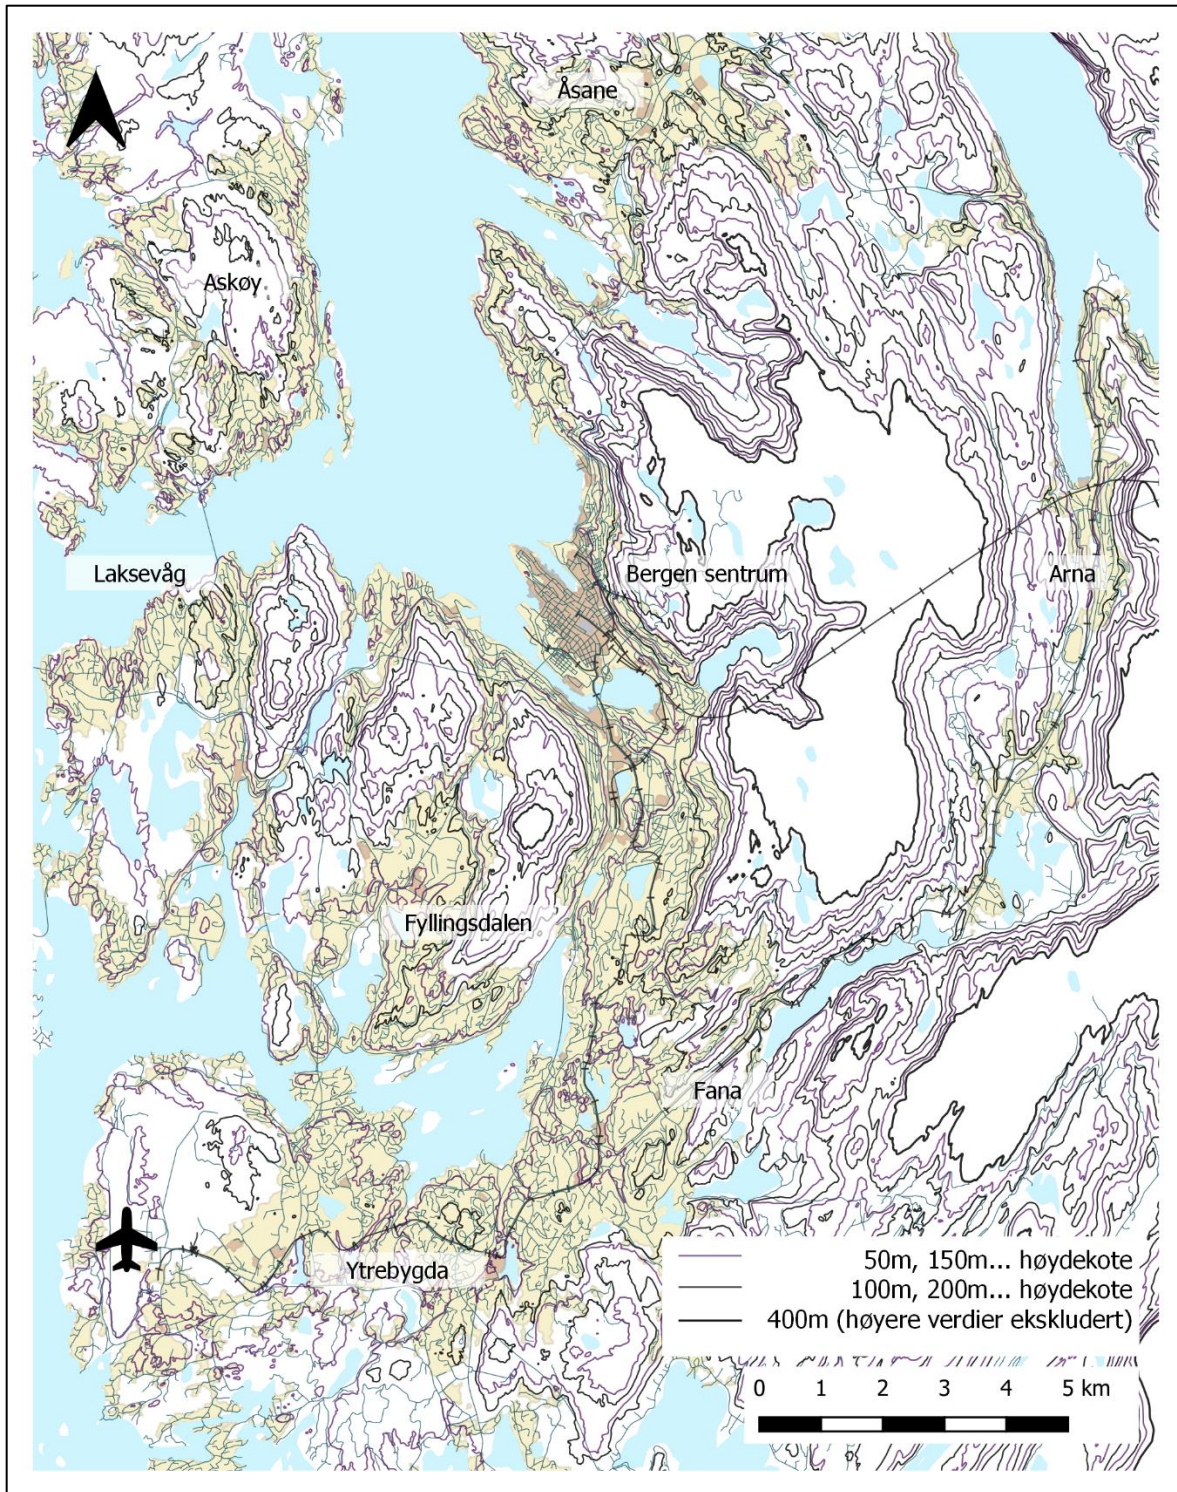 Åsane
Askøy
Laksevåg
Bergen sentrum
Arna
Fyllingsdalen
Fana
Ytrebygda
50m, 150m... høydekote
100m, 200m... høydekote
400m (høyere verdier ekskludert)
0 1 2 3 4 5 km